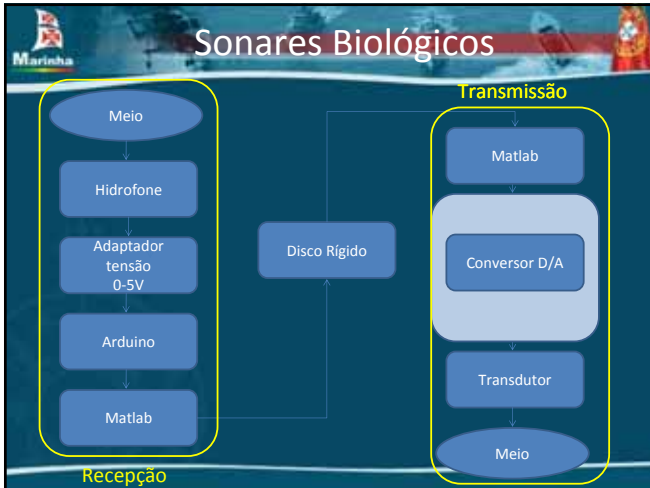 Marinha
Sonares Biológicos
Meio
Hidrofone
Adaptador
tensão
0-5V
Arduino
Matlab
Recepção
Disco Rígido
Transmissão
Matlab
Conversor D/A
Transdutor
Meio